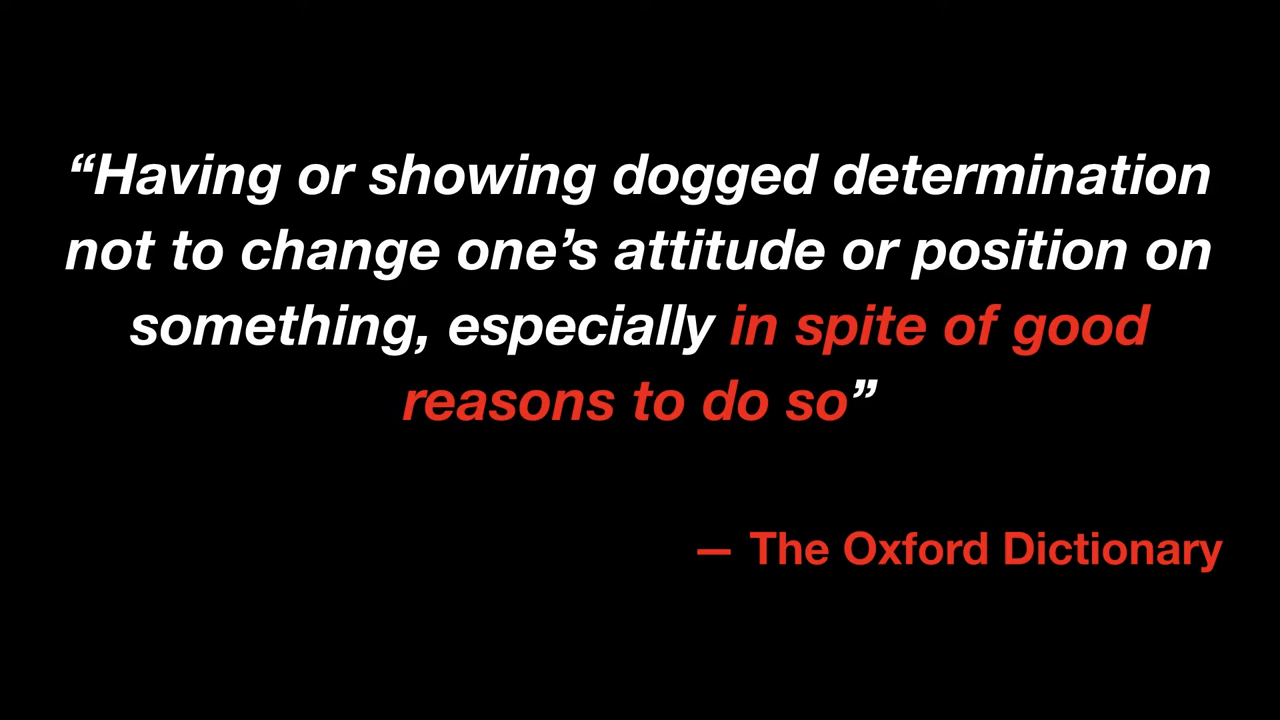 “Having or showing dogged determination
not to change one’s attitude or position on
something, especially in spite of good
reasons to do so”
— The Oxford Dictionary